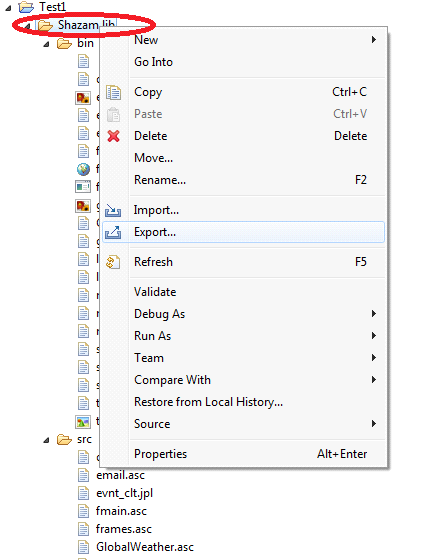 Test1
Shazam lib
bin
New
Go Into
Copy Ctrl+C
Paste Ctrl+V
Delete Delete
Move...
Rename... F2
Import...
Export...
Refresh F5
Validate
Debug As
Run As
Team
Compare With
Restore from Local History...
Source
Properties Alt+Enter
src
email.asc
evnt_clt.jpl
fmain.asc
frames.asc
GlobalWeather.asc